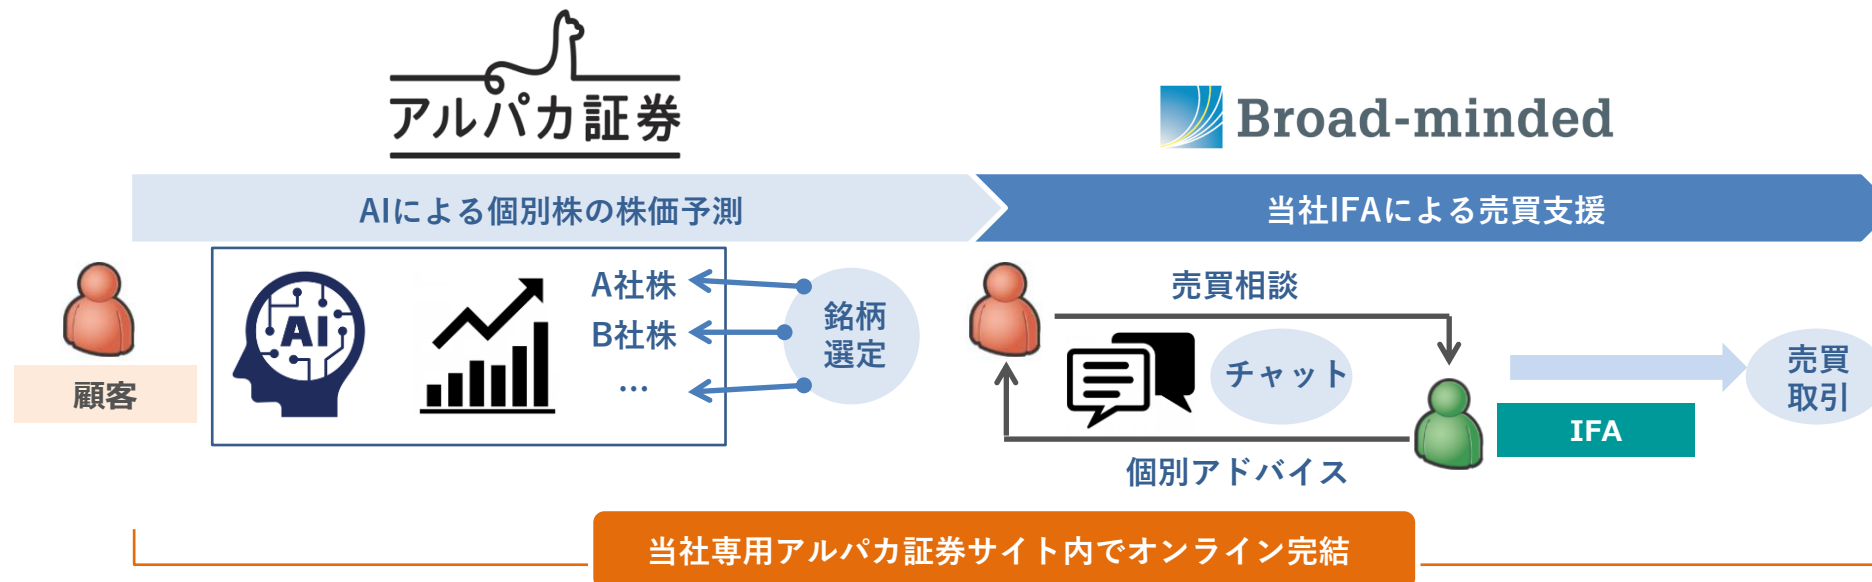 アルパカ証券
Broad-minded
AIによる個別株の株価予測
当社IFAによる売買支援
顧客
AI
A社株
B社株
…
銘柄
選定
売買相談
チャット
個別アドバイス
IFA
売買
取引
当社専用アルパカ証券サイト内でオンライン完結